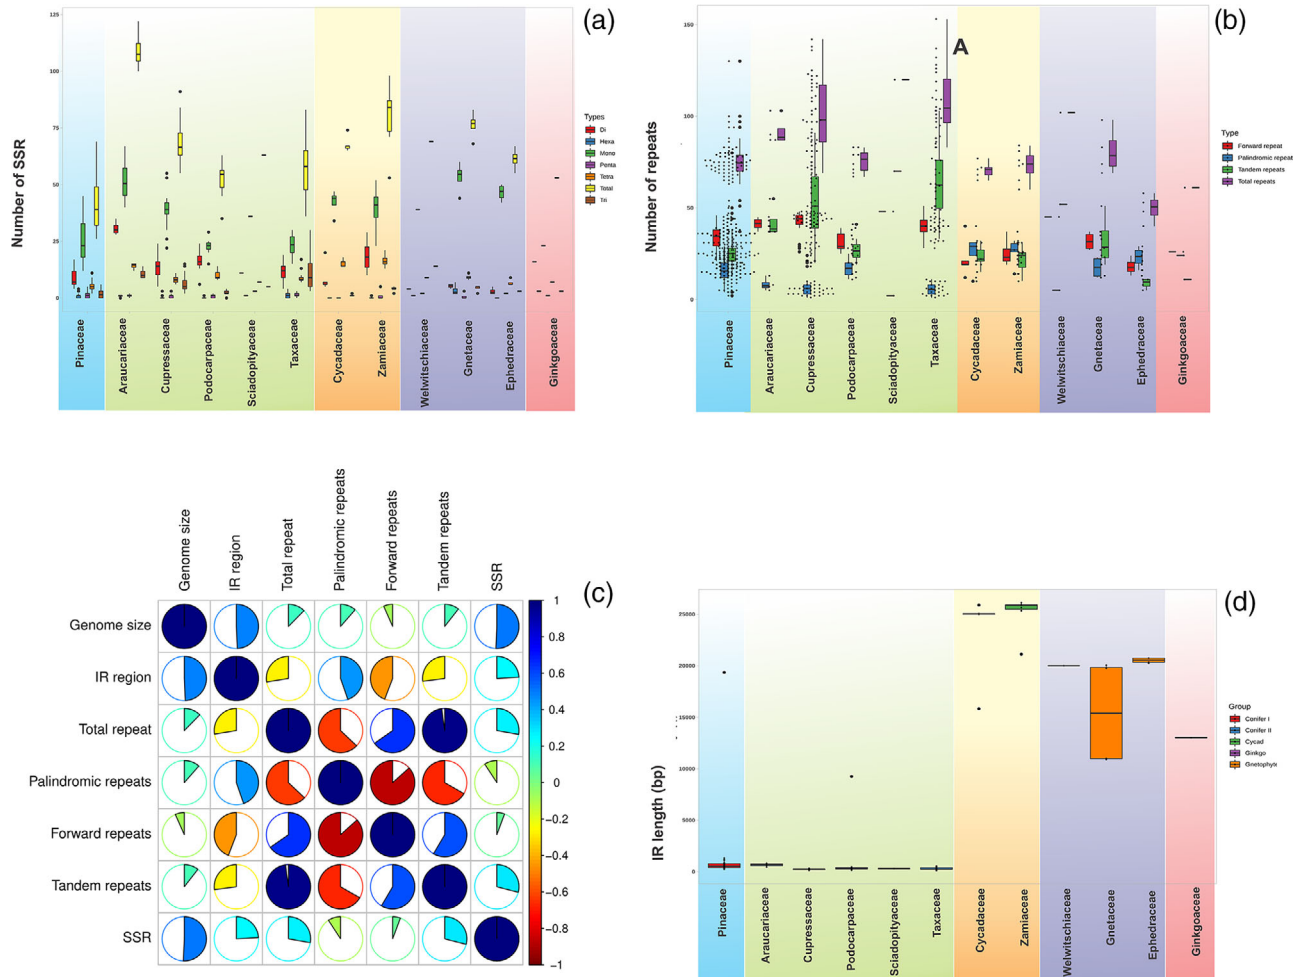 (a)
125
100
75
50
25
0
Number of SSR
Types
Di
Hexa
Mono
Penta
Tetra
Total
Tri
Pinaceae
Araucariaceae
Cupressaceae
Podocarpaceae
Sciadopityaceae
Taxaceae
Cycadaceae
Zamiaceae
Welwitschiaceae
Gnetaceae
Ephedraceae
Ginkgoaceae
(b)
A
150
100
50
0
Number of repeats
Type
Forward repeat
Palindromic repeat
Tandem repeats
Total repeats
Pinaceae
Araucariaceae
Cupressaceae
Podocarpaceae
Sciadopityaceae
Taxaceae
Cycadaceae
Zamiaceae
Welwitschiaceae
Gnetaceae
Ephedraceae
Ginkgoaceae
(c)
Genome size
IR region
Total repeat
Palindromic repeats
Forward repeats
Tandem repeats
SSR
Genome size
IR region
Total repeat
Palindromic repeats
Forward repeats
Tandem repeats
SSR
1
0.8
0.6
0.4
0.2
0
−0.2
−0.4
−0.6
−0.8
−1
(d)
25000
20000
15000
10000
5000
0
IR length (bp)
Group
Conifer I
Conifer II
Cycad
Ginkgo
Gnetophyte
Pinaceae
Araucariaceae
Cupressaceae
Podocarpaceae
Sciadopityaceae
Taxaceae
Cycadaceae
Zamiaceae
Welwitschiaceae
Gnetaceae
Ephedraceae
Ginkgoaceae